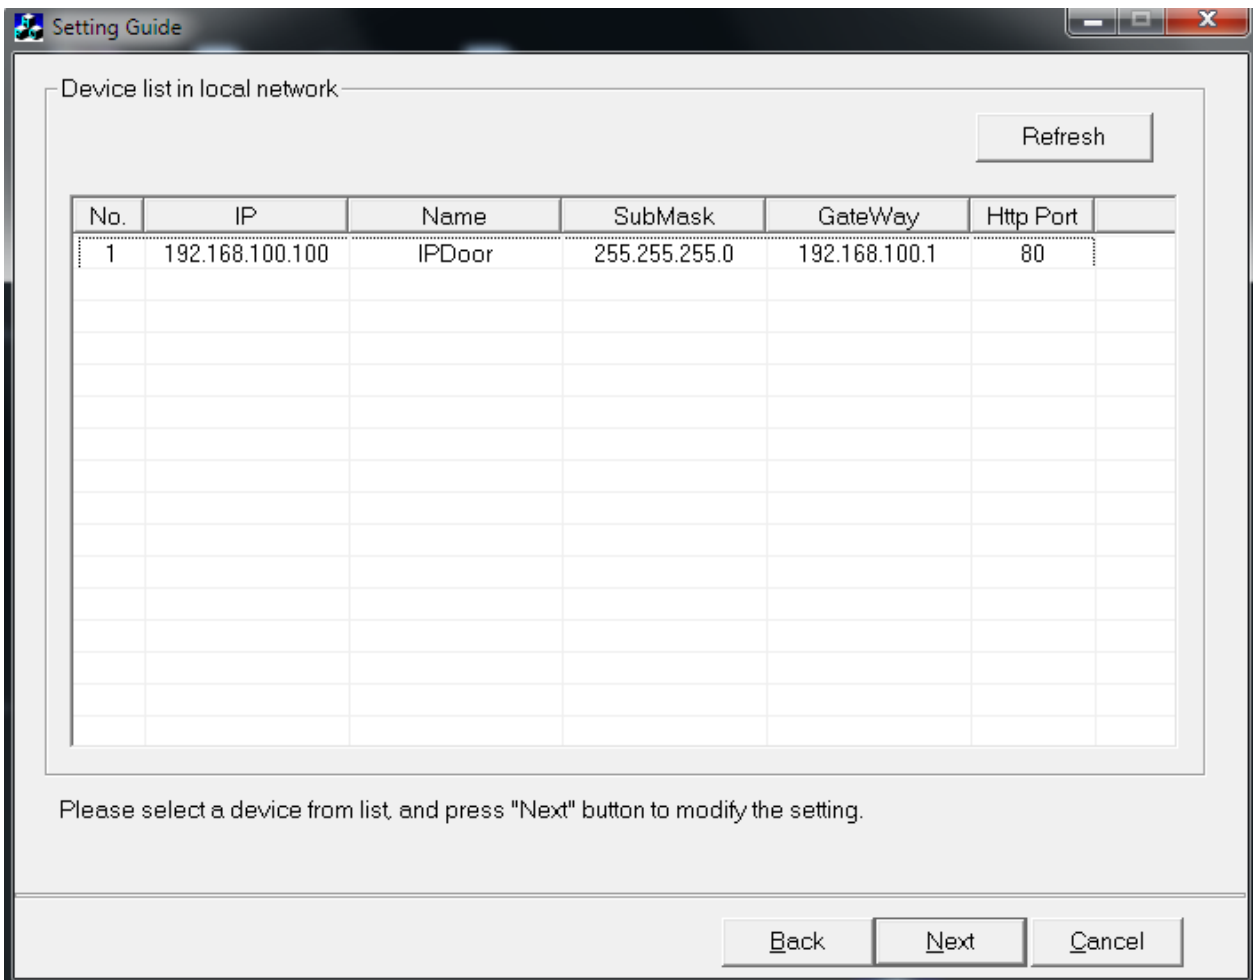 Setting Guide
Device list in local network
Refresh
No. IP Name SubMask GateWay Http Port
1 192.168.100.100 IPDoor 255.255.255.0 192.168.100.1 80
Please select a device from list, and press "Next" button to modify the setting.
Back Next Cancel